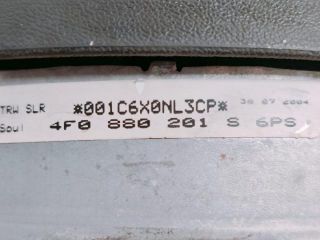 TRW SLR *001C6X0NL3CP* 30 07 2004
Soul 4F0 880 201 S 6PS